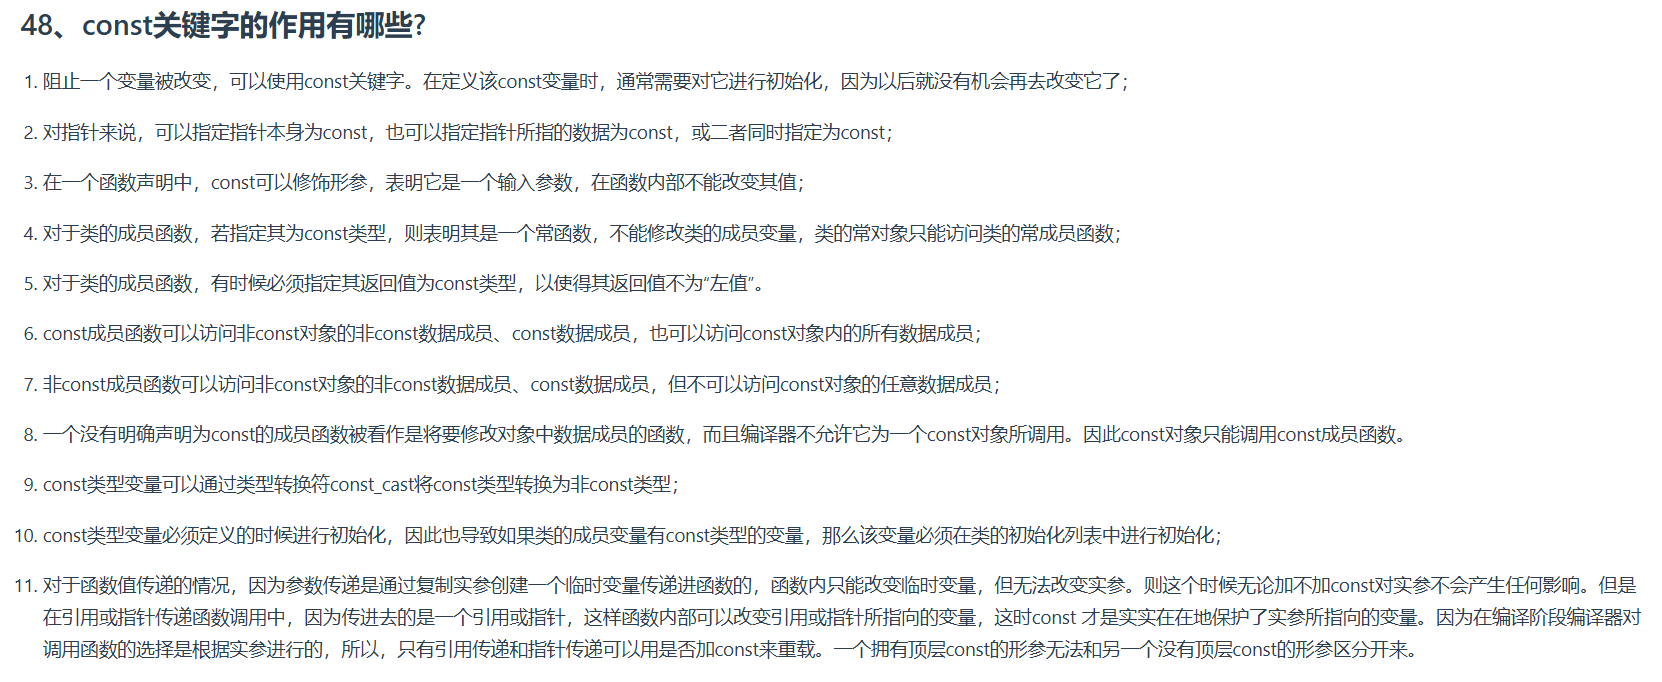 48、const关键字的作用有哪些?
1. 阻止一个变量被改变，可以使用const关键字。在定义该const变量时，通常需要对它进行初始化，因为以后就没有机会再去改变它了；
2. 对指针来说，可以指定指针本身为const，也可以指定指针所指的数据为const，或二者同时指定为const；
3. 在一个函数声明中，const可以修饰形参，表明它是一个输入参数，在函数内部不能改变其值；
4. 对于类的成员函数，若指定其为const类型，则表明其是一个常函数，不能修改类的成员变量，类的常对象只能访问类的常成员函数；
5. 对于类的成员函数，有时候必须指定其返回值为const类型，以使得其返回值不为“左值”。
6. const成员函数可以访问非const对象的非const数据成员、const数据成员，也可以访问const对象内的所有数据成员；
7. 非const成员函数可以访问非const对象的非const数据成员、const数据成员，但不可以访问const对象的任意数据成员；
8. 一个没有明确声明为const的成员函数被看作是将要修改对象中数据成员的函数，而且编译器不允许它为一个const对象所调用。因此const对象只能调用const成员函数。
9. const类型变量可以通过类型转换符const_cast将const类型转换为非const类型；
10. const类型变量必须定义的时候进行初始化，因此也导致如果类的成员变量有const类型的变量，那么该变量必须在类的初始化列表中进行初始化；
11. 对于函数值传递的情况，因为参数传递是通过复制实参创建一个临时变量传递进函数的，函数内只能改变临时变量，但无法改变实参。则这个时候无论加不加const对实参不会产生任何影响。但是
在引用或指针传递函数调用中，因为传进去的是一个引用或指针，这样函数内部可以改变引用或指针所指向的变量，这时const 才是实实在在地保护了实参所指向的变量。因为在编译阶段编译器对
调用函数的选择是根据实参进行的，所以，只有引用传递和指针传递可以用是否加const来重载。一个拥有顶层const的形参无法和另一个没有顶层const的形参区分开来。